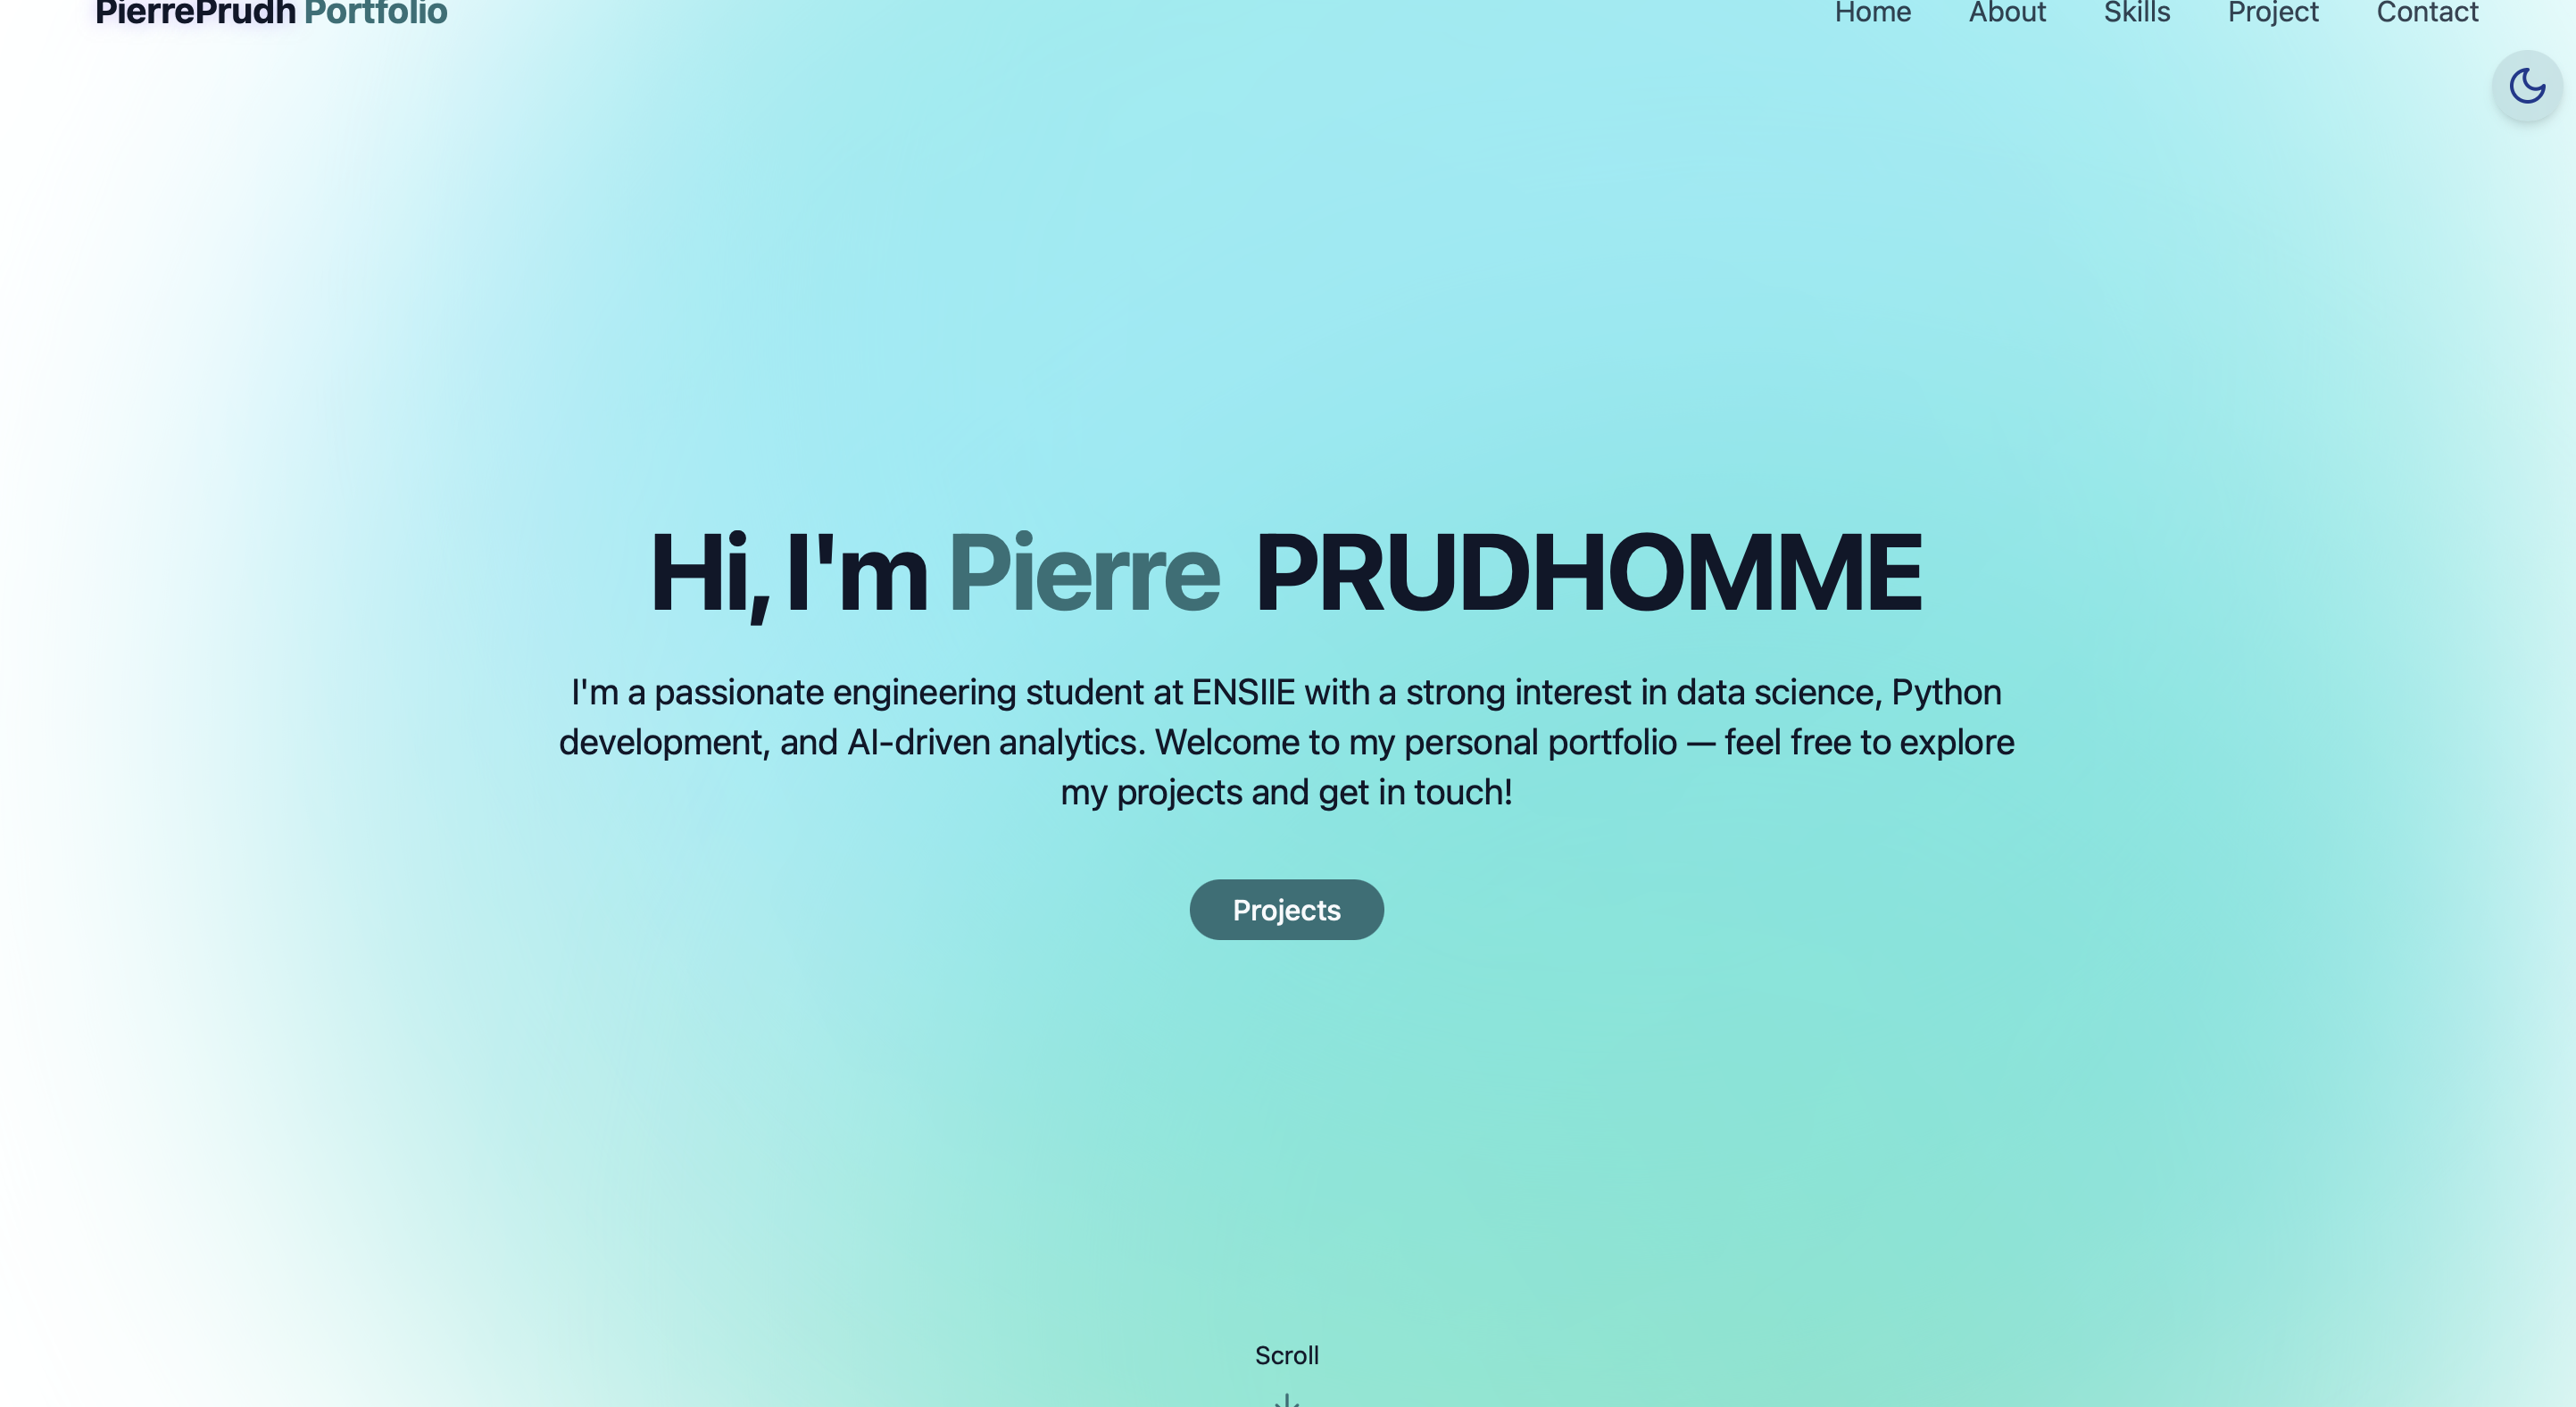 PierrePrudh Portfolio
Home About Skills Project Contact
Hi, I'm Pierre PRUDHOMME
I'm a passionate engineering student at ENSIIE with a strong interest in data science, Python
development, and AI-driven analytics. Welcome to my personal portfolio — feel free to explore
my projects and get in touch!
Projects
Scroll